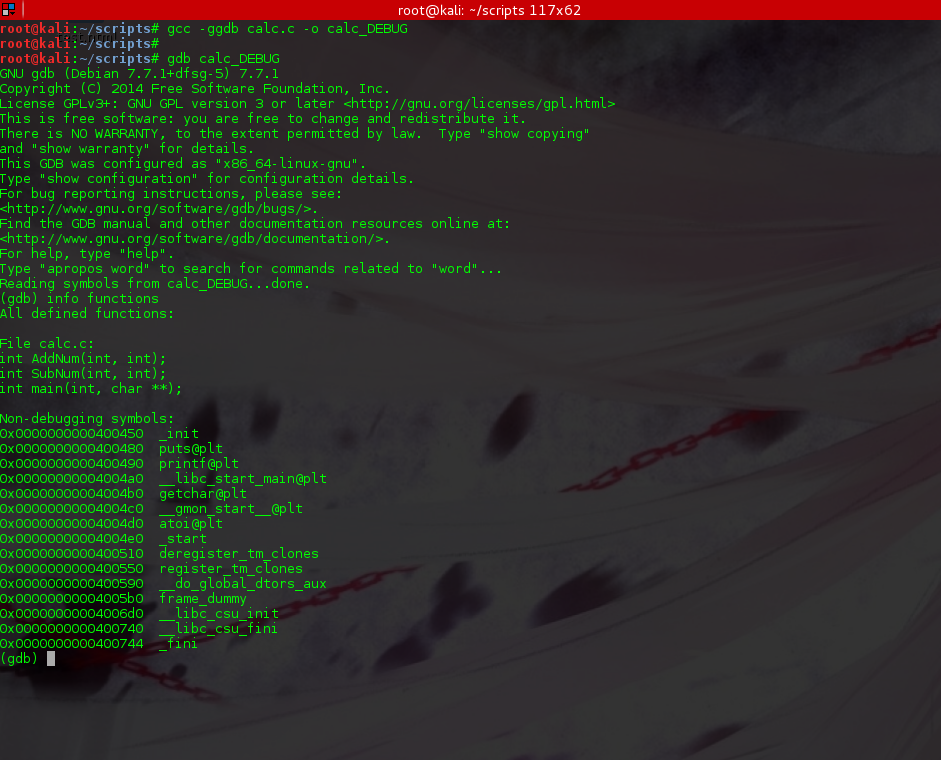 root@kali: ~/scripts 117x62
root@kali:~/scripts# gcc -ggdb calc.c -o calc_DEBUG
root@kali:~/scripts#
root@kali:~/scripts# gdb calc_DEBUG
GNU gdb (Debian 7.7.1+dfsg-5) 7.7.1
Copyright (C) 2014 Free Software Foundation, Inc.
License GPLv3+: GNU GPL version 3 or later <http://gnu.org/licenses/gpl.html>
This is free software: you are free to change and redistribute it.
There is NO WARRANTY, to the extent permitted by law.  Type "show copying"
and "show warranty" for details.
This GDB was configured as "x86_64-linux-gnu".
Type "show configuration" for configuration details.
For bug reporting instructions, please see:
<http://www.gnu.org/software/gdb/bugs/>.
Find the GDB manual and other documentation resources online at:
<http://www.gnu.org/software/gdb/documentation/>.
For help, type "help".
Type "apropos word" to search for commands related to "word"...
Reading symbols from calc_DEBUG...done.
(gdb) info functions
All defined functions:

File calc.c:
int AddNum(int, int);
int SubNum(int, int);
int main(int, char **);

Non-debugging symbols:
0x0000000000400450  _init
0x0000000000400480  puts@plt
0x0000000000400490  printf@plt
0x00000000004004a0  __libc_start_main@plt
0x00000000004004b0  getchar@plt
0x00000000004004c0  __gmon_start__@plt
0x00000000004004d0  atoi@plt
0x00000000004004e0  _start
0x0000000000400510  deregister_tm_clones
0x0000000000400550  register_tm_clones
0x0000000000400590  __do_global_dtors_aux
0x00000000004005b0  frame_dummy
0x00000000004006d0  __libc_csu_init
0x0000000000400740  __libc_csu_fini
0x0000000000400744  _fini
(gdb)